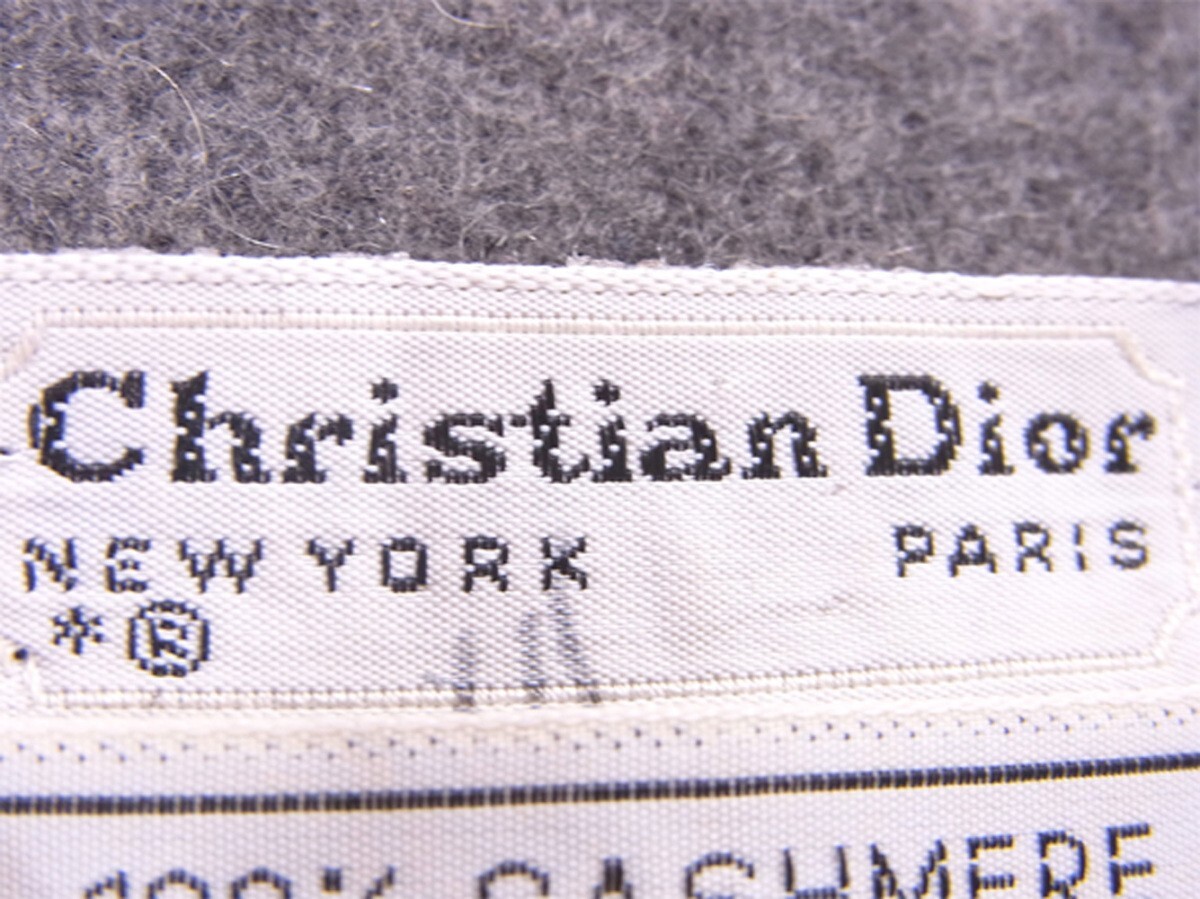 Christian Dior
NEW YORK PARIS
*®
100% CASHMERE